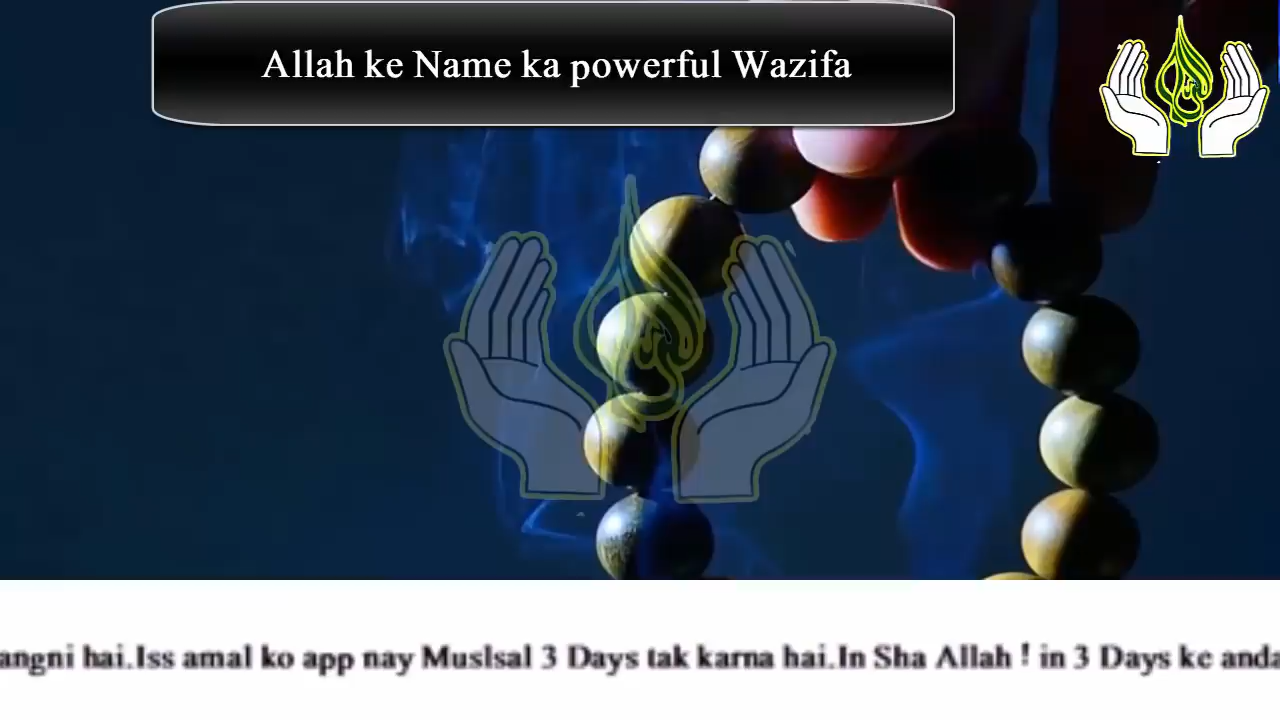 Allah ke Name ka powerful Wazifa
angni hai.Iss amal ko app nay Muslsal 3 Days tak karna hai.In Sha Allah ! in 3 Days ke anda